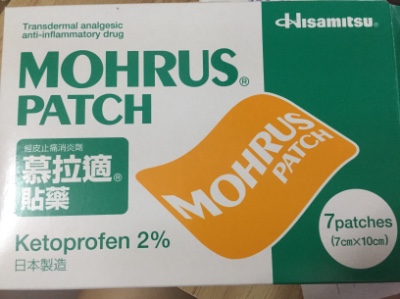 Transdermal analgesic
anti-inflammatory drug
Hisamitsu®
MOHRUS®
PATCH
經皮止痛消炎劑
慕拉適®
貼藥
MOHRUS
PATCH
Ketoprofen 2%
日本製造
7patches
(7cm×10cm)